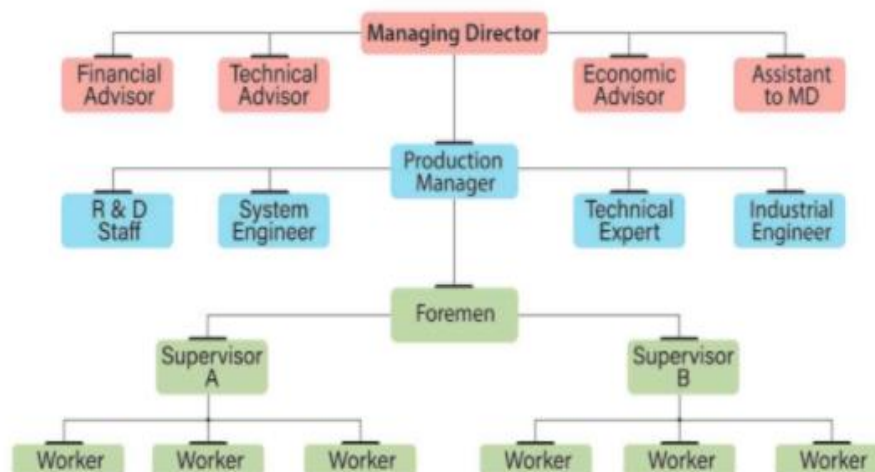 Managing Director
Financial
Advisor
Technical
Advisor
Economic
Advisor
Assistant
to MD
Production
Manager
R & D
Staff
System
Engineer
Technical
Expert
Industrial
Engineer
Foremen
Supervisor
A
Supervisor
B
Worker
Worker
Worker
Worker
Worker
Worker